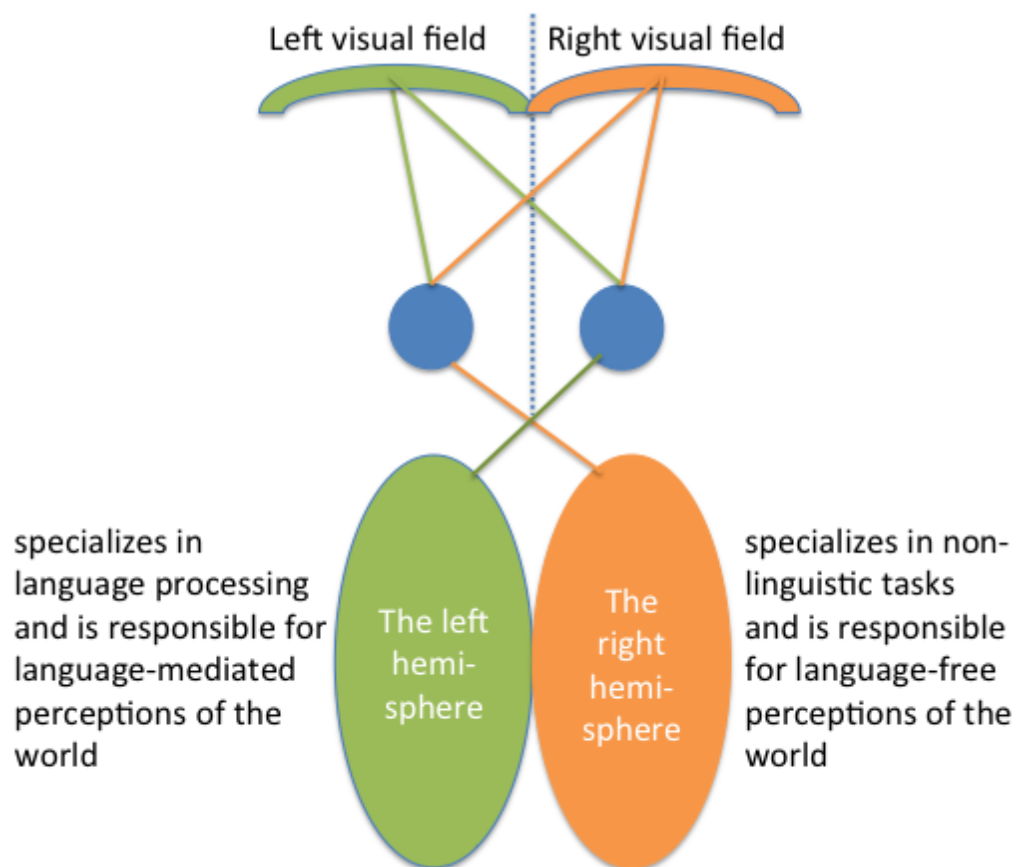 Left visual field
Right visual field
specializes in
language processing
and is responsible for
language-mediated
perceptions of the
world
The left
hemi-
sphere
The
right
hemi-
sphere
specializes in non-
linguistic tasks
and is responsible
for language-free
perceptions of the
world